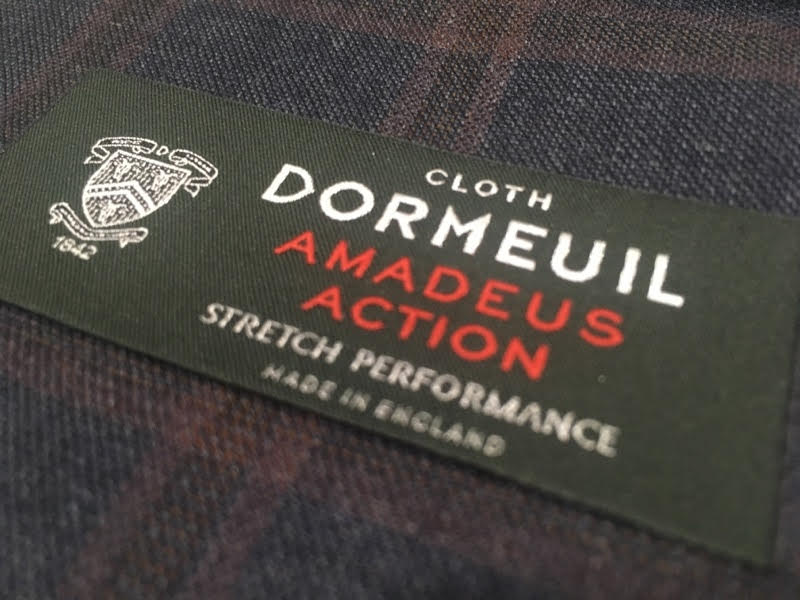 1842
CLOTH
DORMEUIL
AMADEUS
ACTION
STRETCH PERFORMANCE
MADE IN ENGLAND